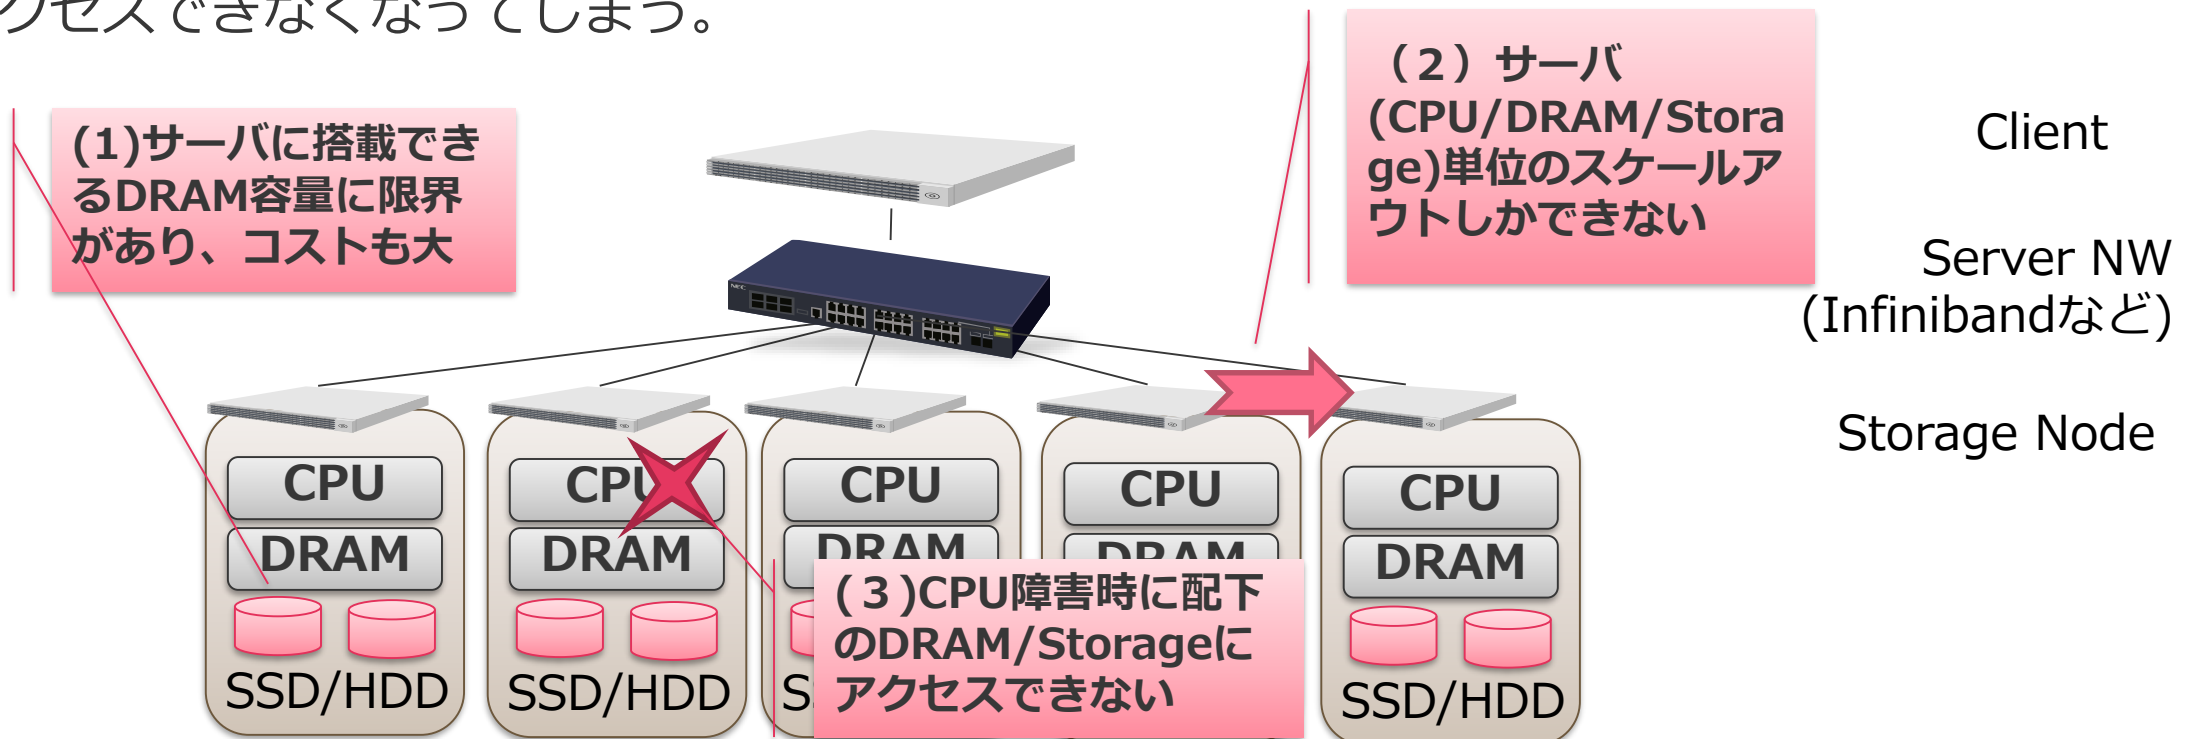 クセスできなくなってしまう。
(1)サーバに搭載でき
るDRAM容量に限界
があり、コストも大
（２）サーバ
(CPU/DRAM/Stora
ge)単位のスケールア
ウトしかできない
Client
Server NW
(Infinibandなど)
Storage Node
NEC
CPU
CPU
CPU
CPU
CPU
DRAM
DRAM
DRAM
DRAM
DRAM
(３)CPU障害時に配下
のDRAM/Storageに
アクセスできない
SSD/HDD
SSD/HDD
S
SSD/HDD